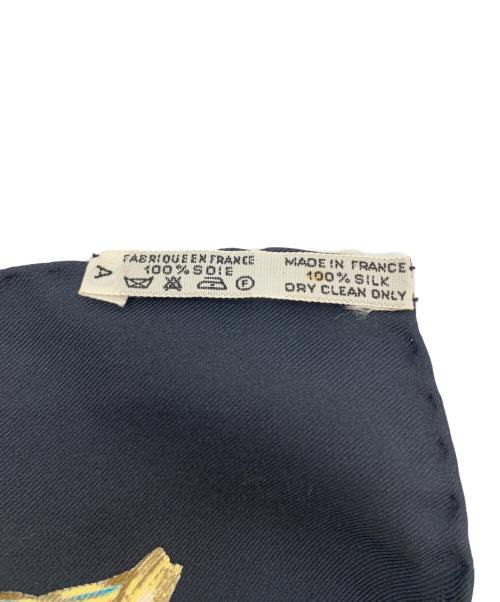 A
FABRIQUE EN FRANCE
100% SOIE
F
MADE IN FRANCE
100% SILK
DRY CLEAN ONLY